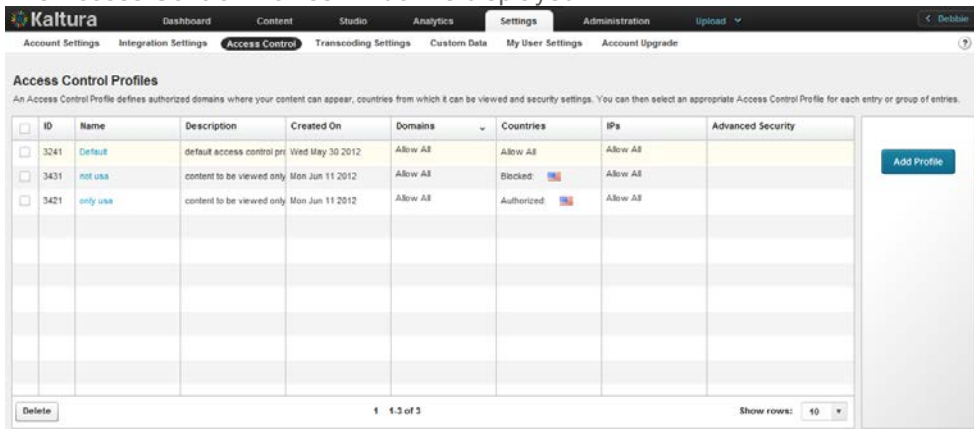 Kaltura Dashboard Content Studio Analytics Settings Administration Upload < Debbie
Account Settings Integration Settings Access Control Transcoding Settings Custom Data My User Settings Account Upgrade ?
Access Control Profiles
An Access Control Profile defines authorized domains where your content can appear, countries from which it can be viewed and security settings. You can then select an appropriate Access Control Profile for each entry or group of entries.
ID Name Description Created On Domains Countries IPs Advanced Security
3241 Default default access control pro Wed May 30 2012 Allow All Allow All Allow All
Add Profile
3431 not usa content to be viewed only Mon Jun 11 2012 Allow All Blocked: Allow All
3421 only usa content to be viewed only Mon Jun 11 2012 Allow All Authorized: Allow All
Delete 1 1-3 of 3 Show rows: 10